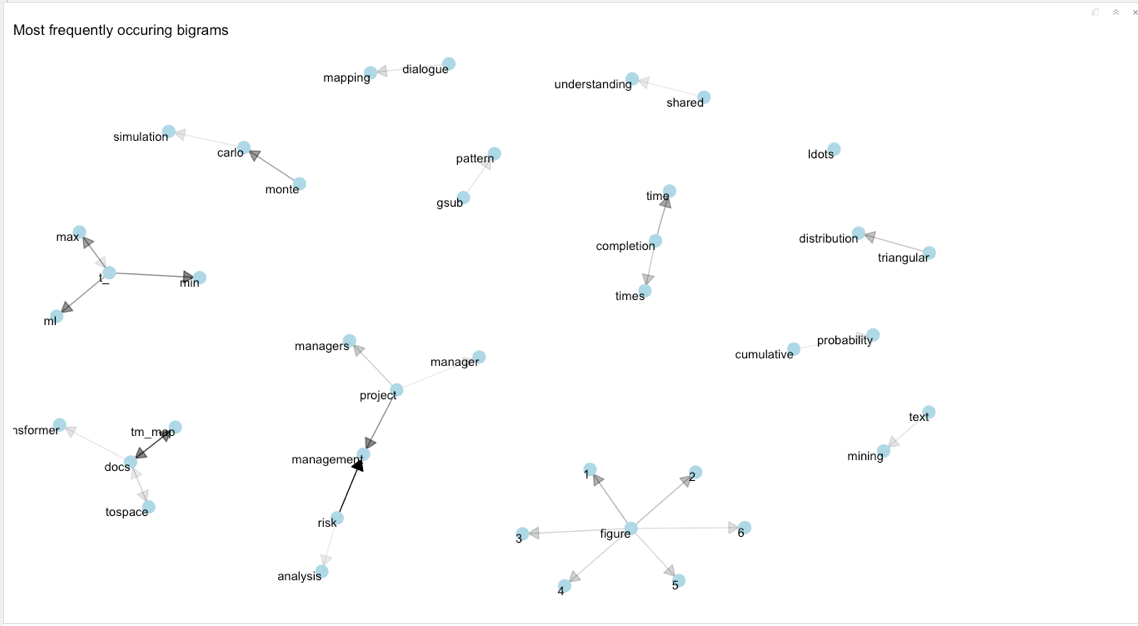 Most frequently occuring bigrams
dialogue
mapping
understanding
shared
simulation
carlo
monte
pattern
gsub
ldots
time
completion
times
distribution
triangular
max
t_
min
ml
managers
manager
project
cumulative
probability
nsformer
tm_map
docs
tospace
management
risk
analysis
text
mining
1
2
3
figure
6
4
5